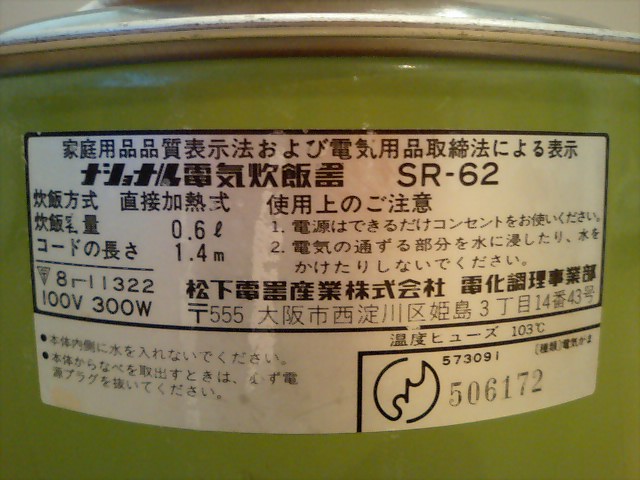 家庭用品品質表示法および電気用品取締法による表示
ナショナル電気炊飯器 SR-62
炊飯方式 直接加熱式
炊飯容量 0.6ℓ
コードの長さ 1.4m
使用上のご注意
1. 電源はできるだけコンセントをお使いください。
2. 電気の通ずる部分を水に浸したり、水をかけたりしないでください。
▽ 81-11322
100V 300W
松下電器産業株式会社 電化調理事業部
〒555 大阪市西淀川区姫島3丁目14番43号
温度ヒューズ 103℃
●本体内側に水を入れないでください。
●本体からなべを取出すときは、必ず電
源プラグを抜いてください。
573091 〔種類〕電気かま
506172